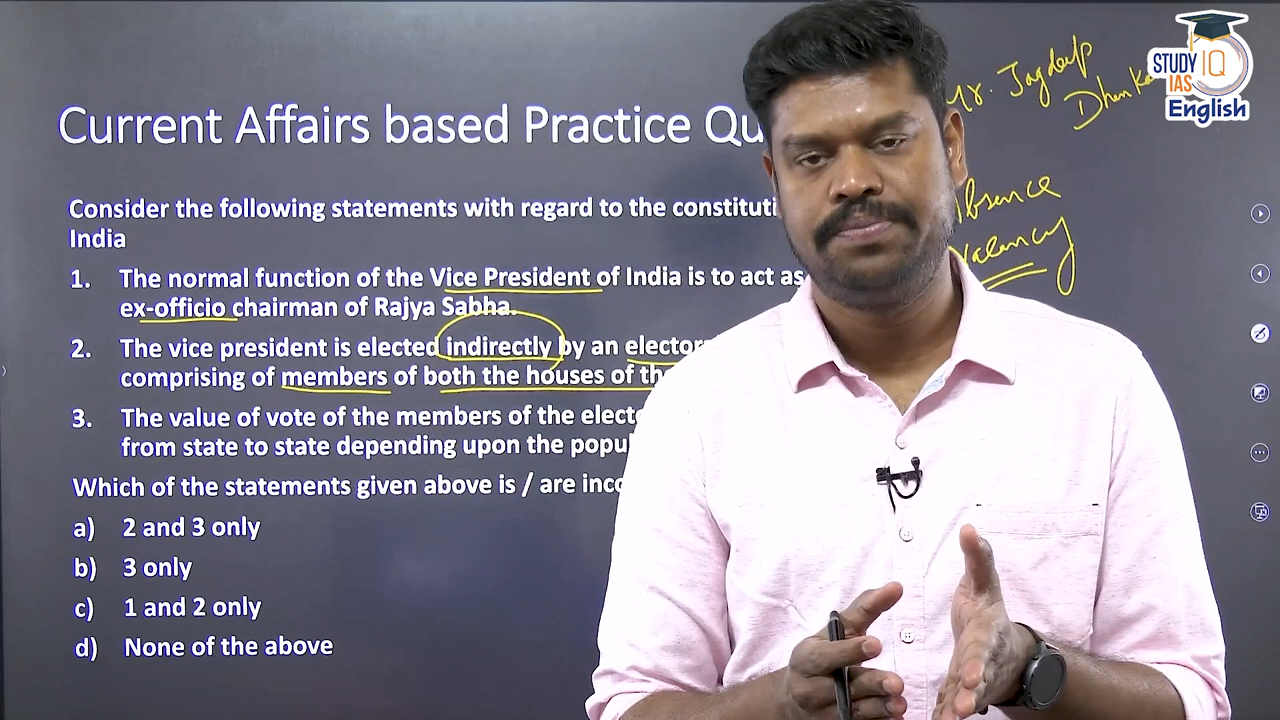 Current Affairs based Practice Qu
Consider the following statements with regard to the constituti
India
1. The normal function of the Vice President of India is to act as
ex-officio chairman of Rajya Sabha.
2. The vice president is elected indirectly by an elector
comprising of members of both the houses of th
3. The value of vote of the members of the electo
from state to state depending upon the popu
Which of the statements given above is / are inco
a) 2 and 3 only
b) 3 only
c) 1 and 2 only
d) None of the above
Mr. Jagdeep
Absence
Vacancy
STUDY IQ
IAS
English